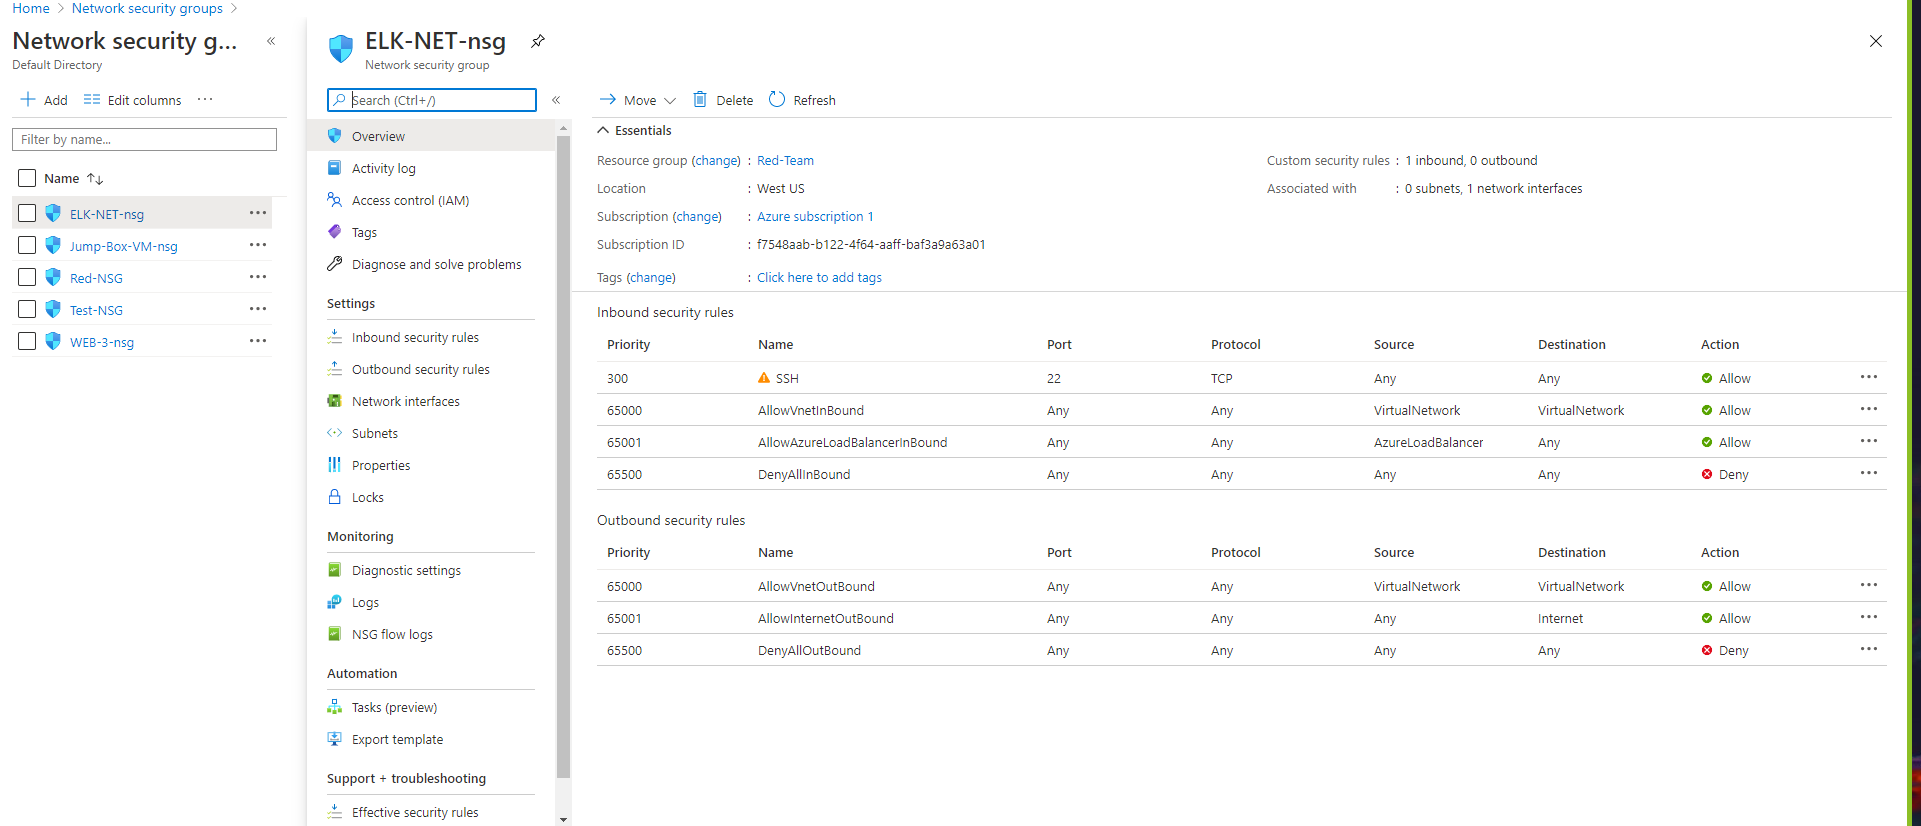 Home > Network security groups >
Network security g... «
Default Directory
Add Edit columns ...
Filter by name...
Name ↑↓
ELK-NET-nsg ...
Jump-Box-VM-nsg ...
Red-NSG ...
Test-NSG ...
WEB-3-nsg ...
ELK-NET-nsg
Network security group
Search (Ctrl+/) «
Overview
Activity log
Access control (IAM)
Tags
Diagnose and solve problems
Settings
Inbound security rules
Outbound security rules
Network interfaces
Subnets
Properties
Locks
Monitoring
Diagnostic settings
Logs
NSG flow logs
Automation
Tasks (preview)
Export template
Support + troubleshooting
Effective security rules
Move Delete Refresh
Essentials
Resource group (change) : Red-Team
Location : West US
Subscription (change) : Azure subscription 1
Subscription ID : f7548aab-b122-4f64-aaff-baf3a9a63a01
Tags (change) : Click here to add tags
Custom security rules : 1 inbound, 0 outbound
Associated with : 0 subnets, 1 network interfaces
Inbound security rules
Priority Name Port Protocol Source Destination Action
300 SSH 22 TCP Any Any Allow ...
65000 AllowVnetInBound Any Any VirtualNetwork VirtualNetwork Allow ...
65001 AllowAzureLoadBalancerInBound Any Any AzureLoadBalancer Any Allow ...
65500 DenyAllInBound Any Any Any Any Deny ...
Outbound security rules
Priority Name Port Protocol Source Destination Action
65000 AllowVnetOutBound Any Any VirtualNetwork VirtualNetwork Allow ...
65001 AllowInternetOutBound Any Any Any Internet Allow ...
65500 DenyAllOutBound Any Any Any Any Deny ...